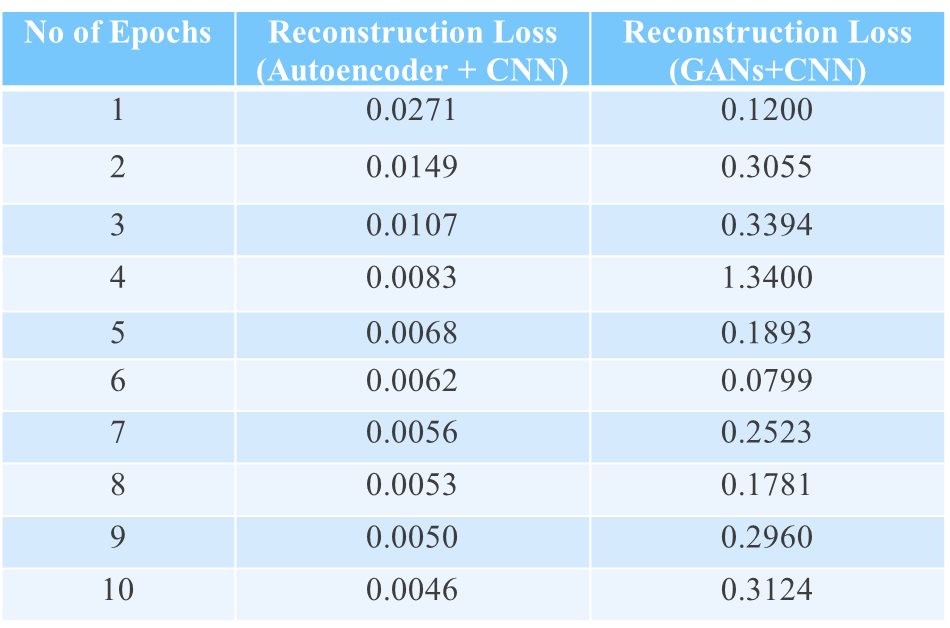 No of Epochs Reconstruction Loss (Autoencoder + CNN) Reconstruction Loss (GANs+CNN)
1 0.0271 0.1200
2 0.0149 0.3055
3 0.0107 0.3394
4 0.0083 1.3400
5 0.0068 0.1893
6 0.0062 0.0799
7 0.0056 0.2523
8 0.0053 0.1781
9 0.0050 0.2960
10 0.0046 0.3124